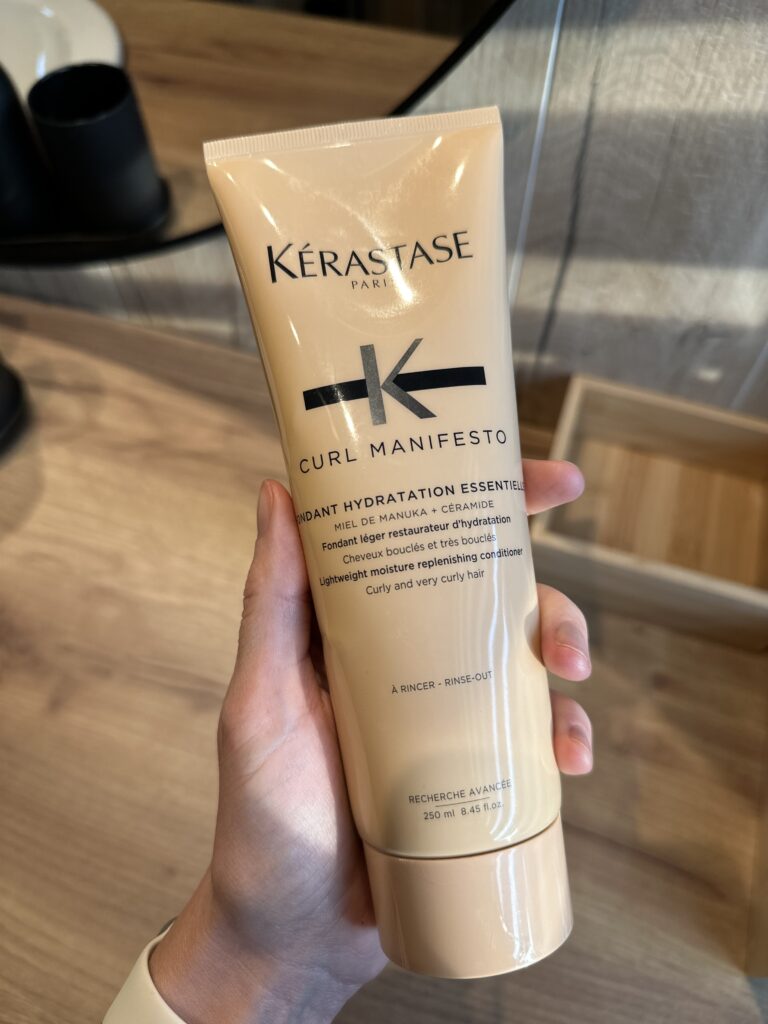 KÉRASTASE
PARIS
K
CURL MANIFESTO
FONDANT HYDRATATION ESSENTIELLE
MIEL DE MANUKA + CÉRAMIDE
Fondant léger restaurateur d'hydratation
Cheveux bouclés et très bouclés
Lightweight moisture replenishing conditioner
Curly and very curly hair
À RINCER - RINSE-OUT
RECHERCHE AVANCÉE
250 ml 8.45 fl.oz.